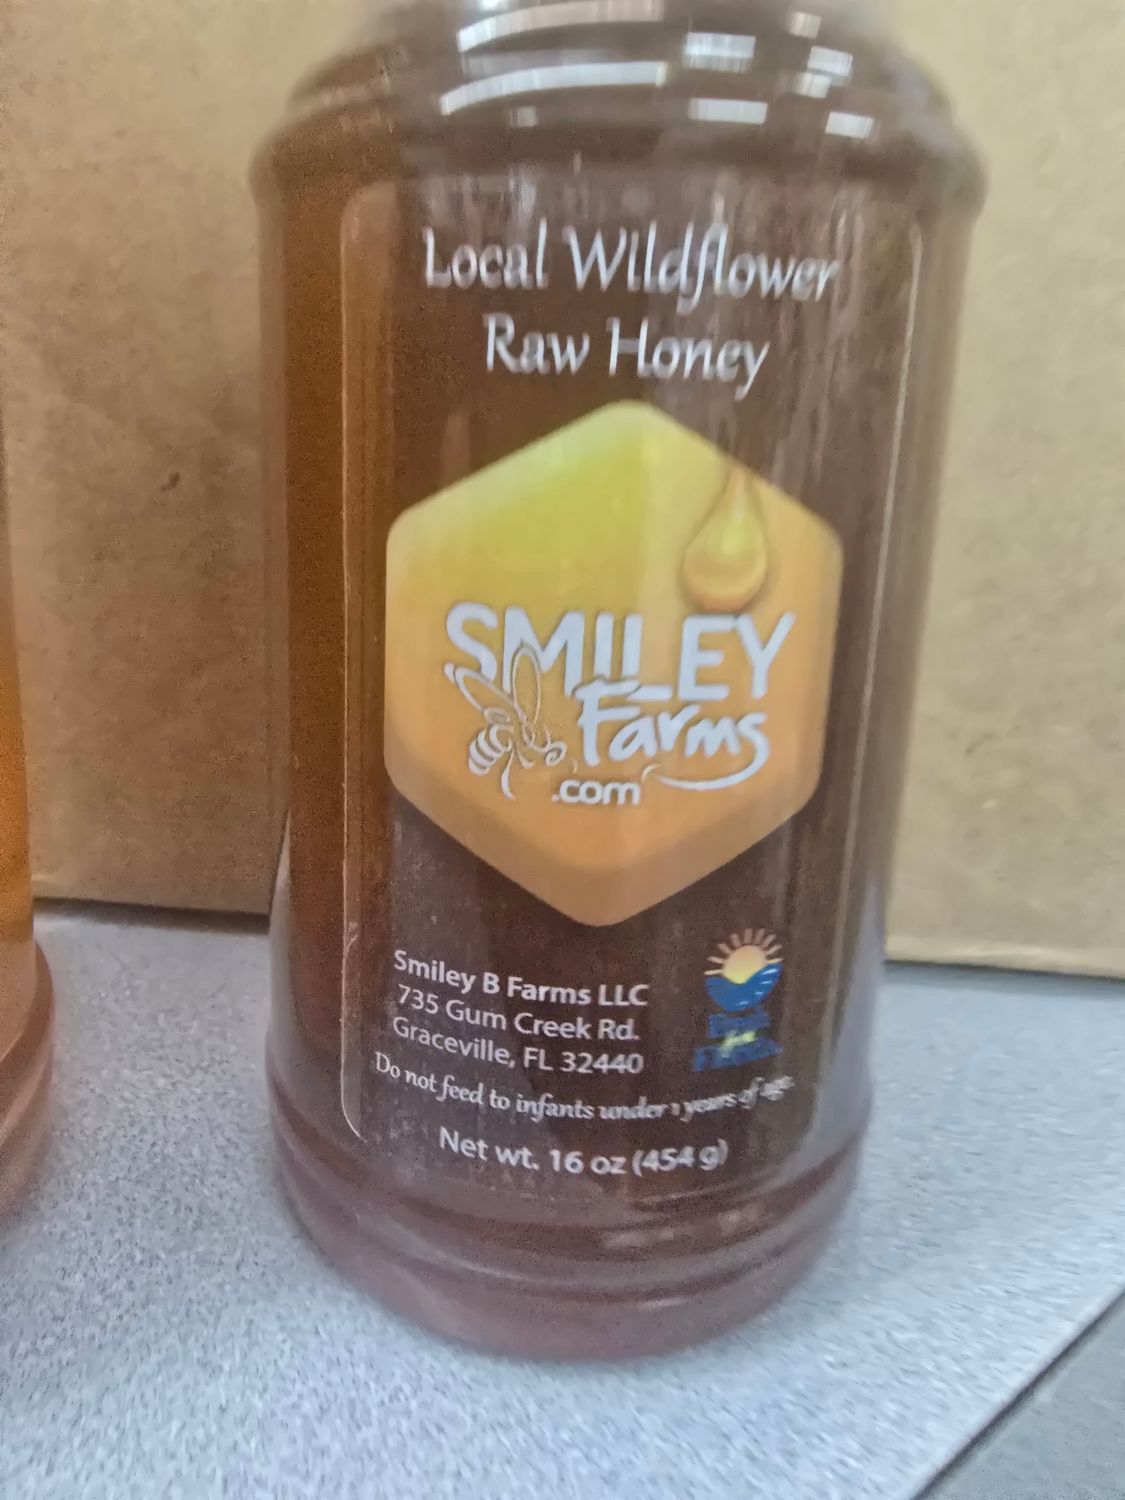 Local Wildflower
Raw Honey
SMILEY
Farms
.com
Smiley B Farms LLC
735 Gum Creek Rd.
Graceville, FL 32440
Do not feed to infants under 1 years of age.
Net wt. 16 oz (454 g)